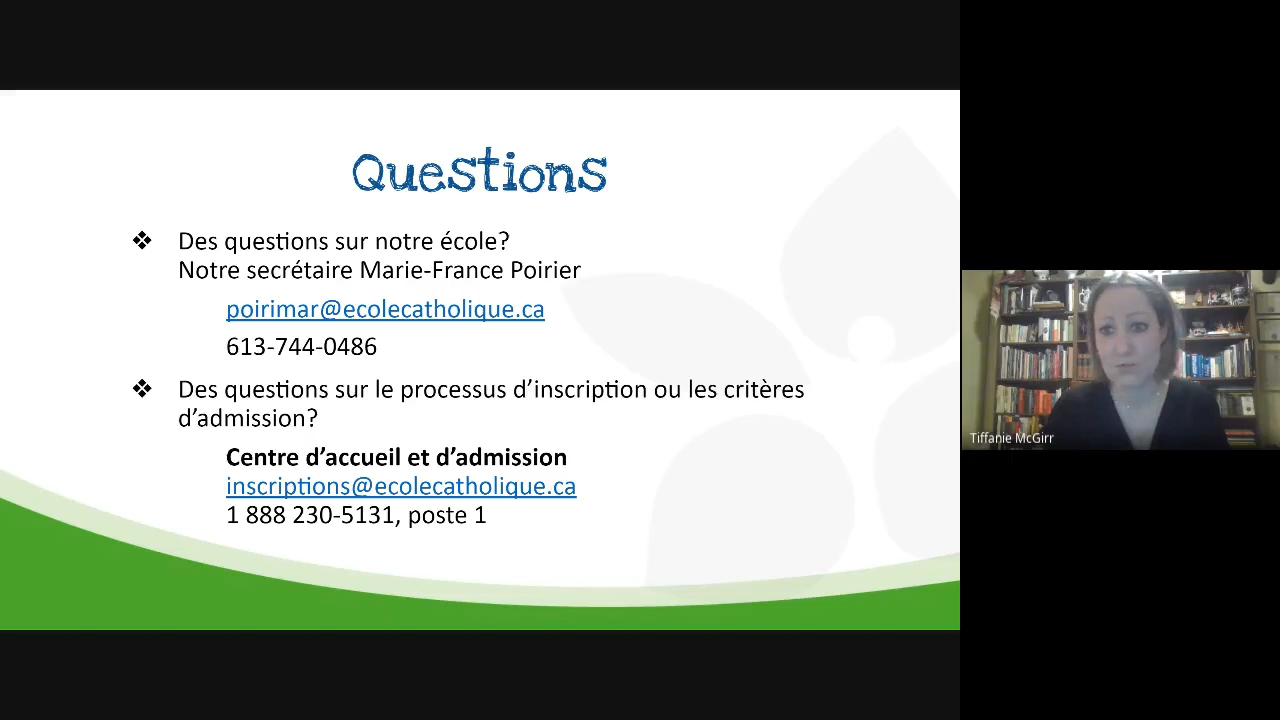 Questions
❖ Des questions sur notre école?
Notre secrétaire Marie-France Poirier
poirimar@ecolecatholique.ca
613-744-0486
❖ Des questions sur le processus d’inscription ou les critères
d’admission?
Centre d’accueil et d’admission
inscriptions@ecolecatholique.ca
1 888 230-5131, poste 1
Tiffanie McGirr